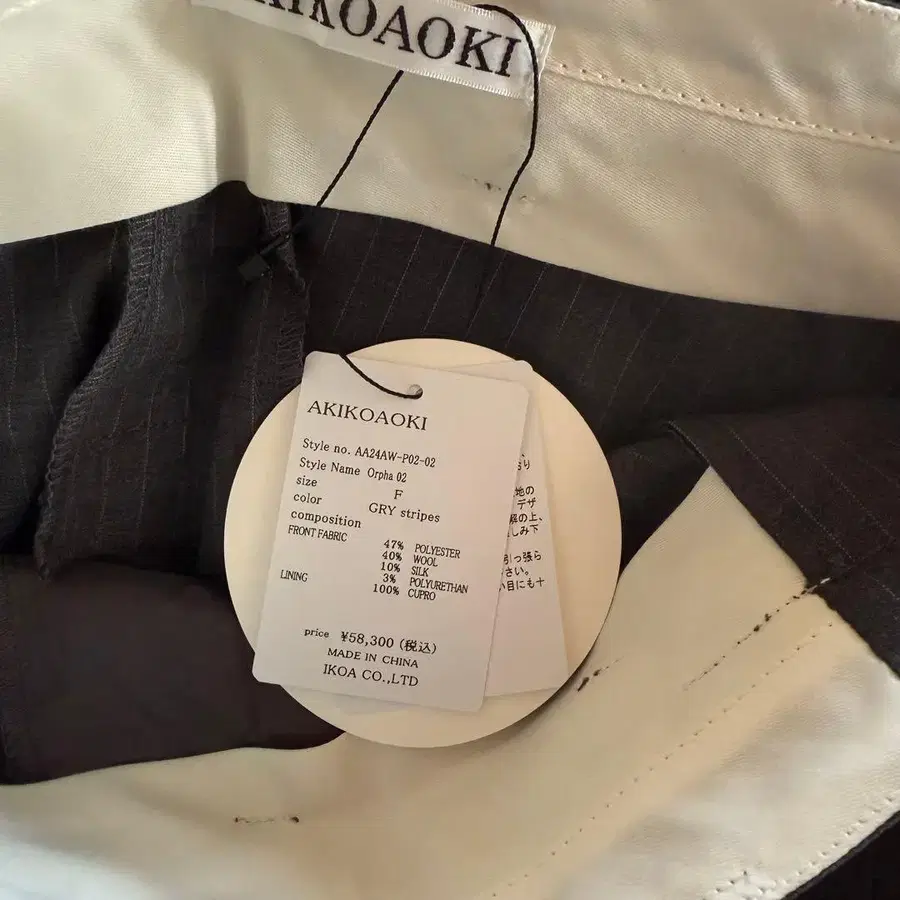 AKIKOAOKI
AKIKOAOKI
Style no. AA24AW-P02-02
Style Name Orpha 02
size F
color GRY stripes
composition
FRONT FABRIC
47% POLYESTER
40% WOOL
10% SILK
3% POLYURETHAN
LINING 100% CUPRO
price ¥58,300 (税込)
MADE IN CHINA
IKOA CO.,LTD
地の
デザ
の上、
しみ下
引っ張ら
さい。
い目にも十